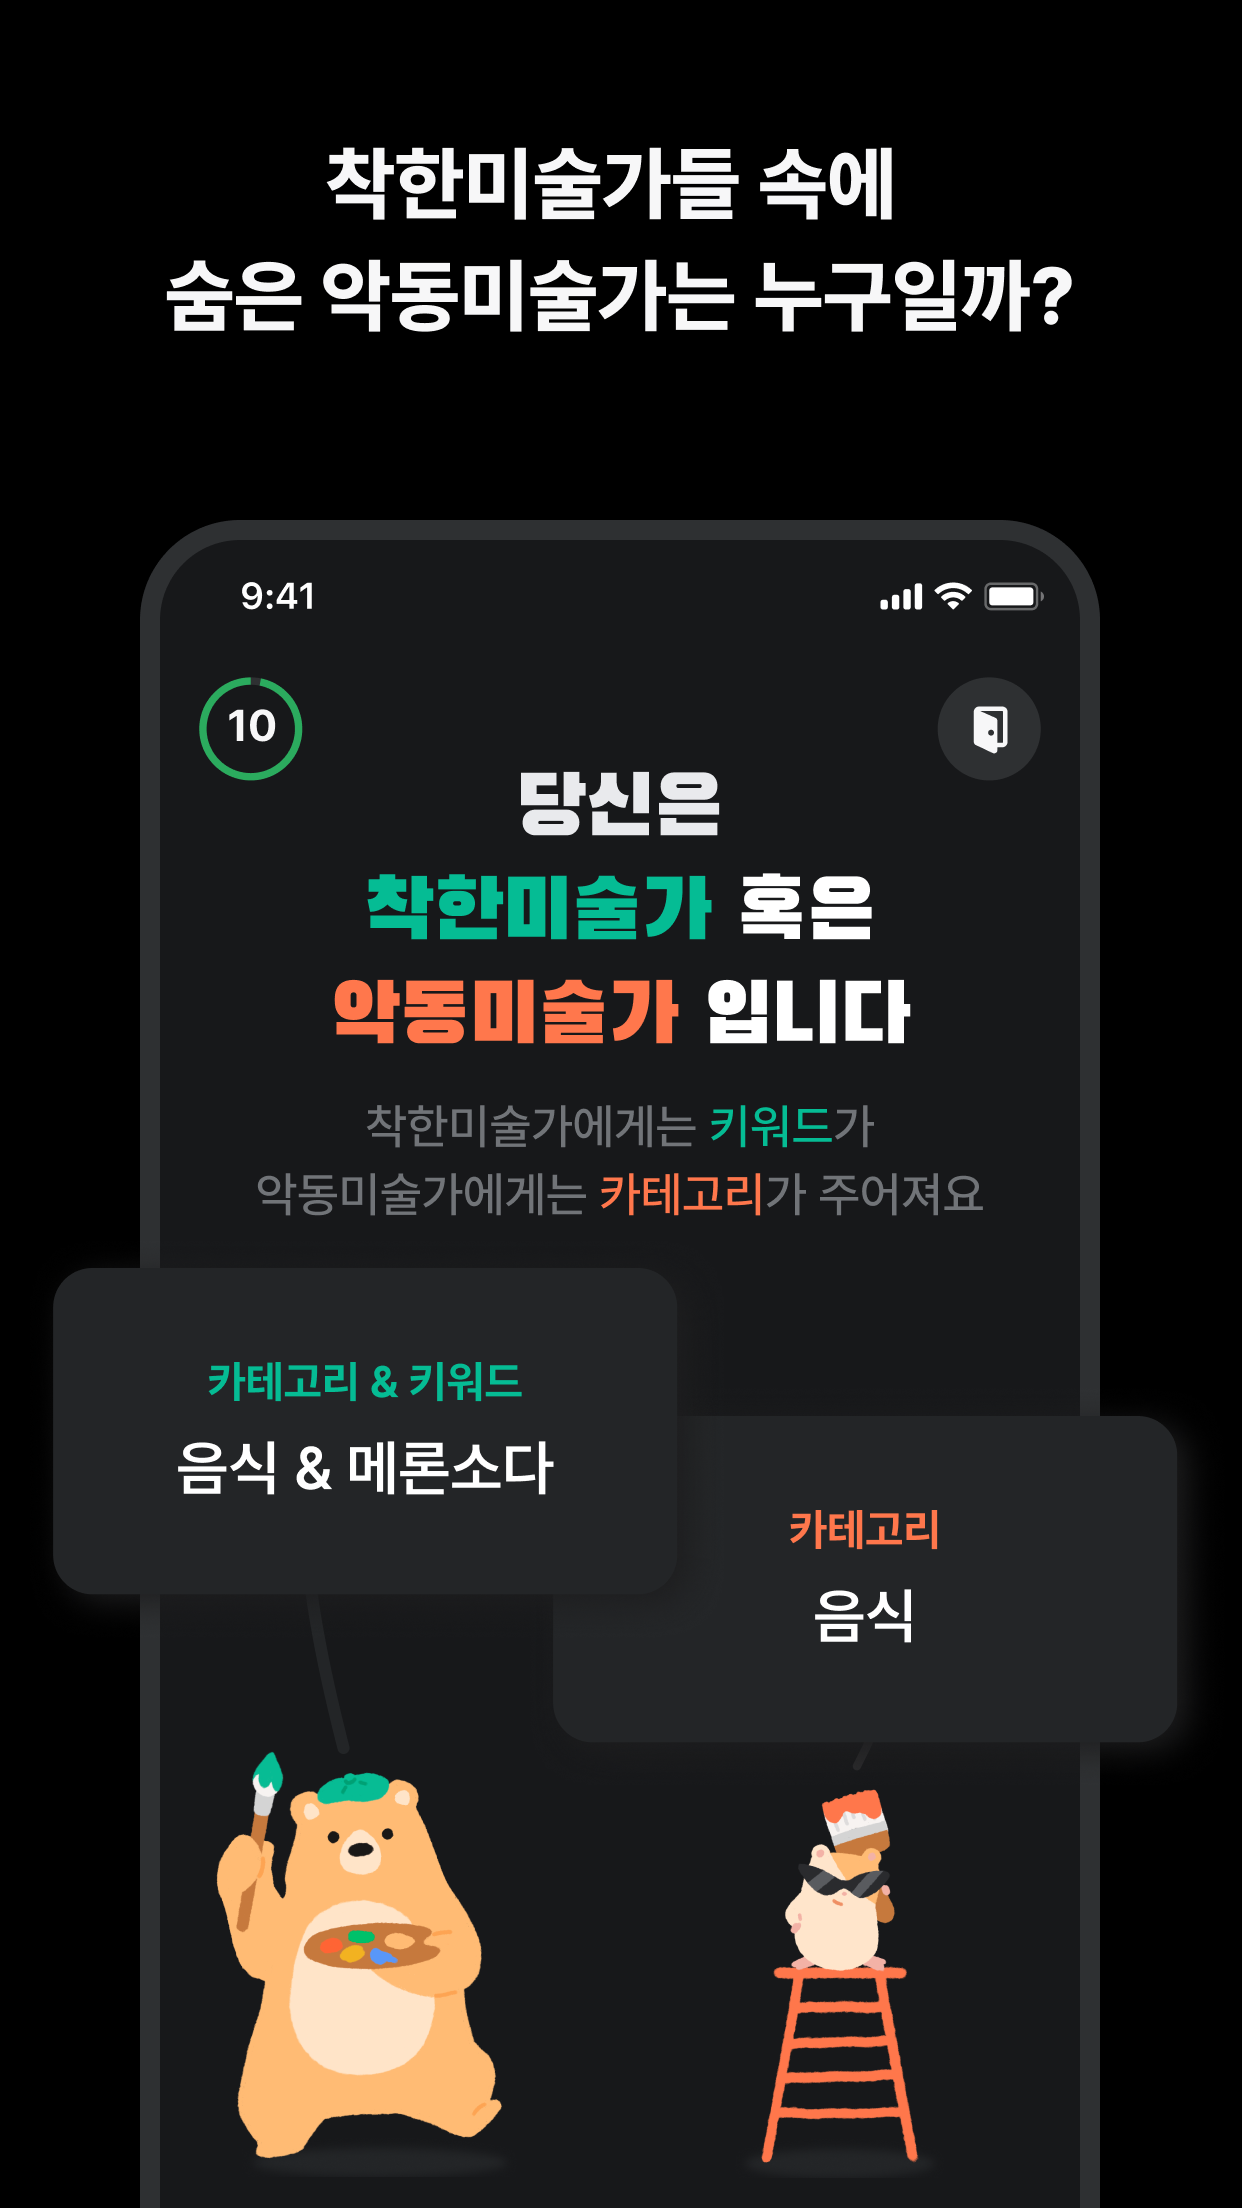 착한미술가들 속에
숨은 악동미술가는 누구일까?
9:41
10
당신은
착한미술가 혹은
악동미술가 입니다
착한미술가에게는 키워드가
악동미술가에게는 카테고리가 주어져요
카테고리 & 키워드
음식 & 메론소다
카테고리
음식